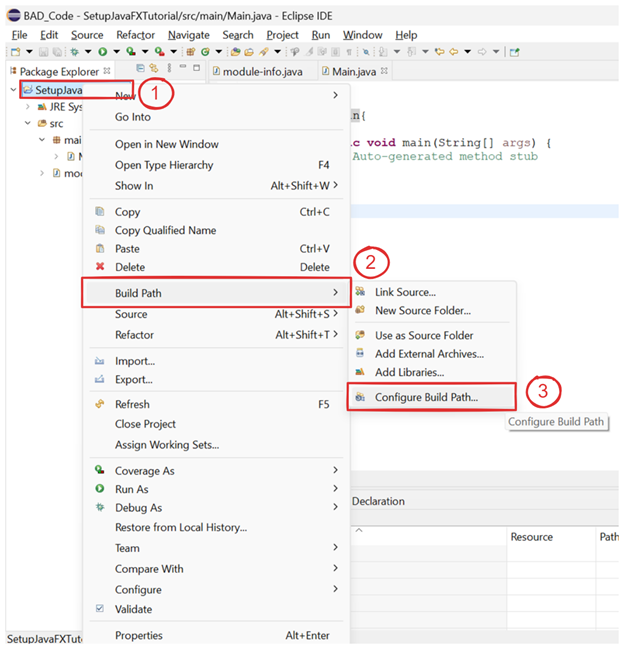 BAD_Code - SetupJavaFXTutorial/src/main/Main.java - Eclipse IDE
File Edit Source Refactor Navigate Search Project Run Window Help
Package Explorer
module-info.java
Main.java
SetupJava
1
JRE Sys
src
mai
M
mod
n{
c void main(String[] args) {
Auto-generated method stub
New
Go Into
Open in New Window
Open Type Hierarchy F4
Show In Alt+Shift+W
Copy Ctrl+C
Copy Qualified Name
Paste Ctrl+V
Delete Delete
2
Build Path
Source Alt+Shift+S
Refactor Alt+Shift+T
Import...
Export...
Refresh F5
Close Project
Assign Working Sets...
Coverage As
Run As
Debug As
Restore from Local History...
Team
Compare With
Configure
Validate
Properties Alt+Enter
Link Source...
New Source Folder...
Use as Source Folder
Add External Archives...
Add Libraries...
Configure Build Path...
3
Configure Build Path
Declaration
Resource Path
SetupJavaFXTut